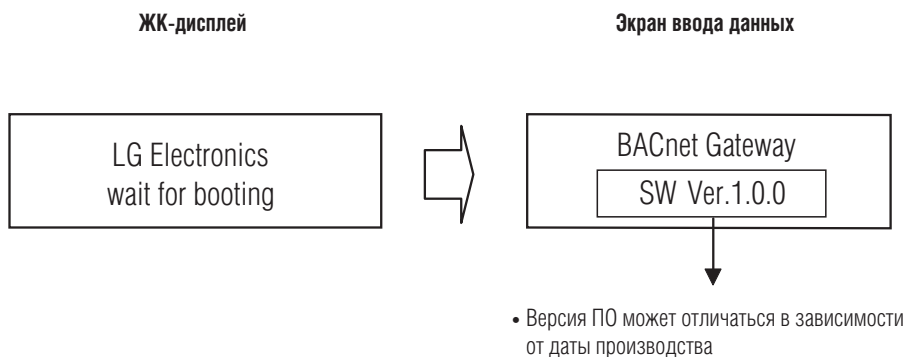 ЖК-дисплей
Экран ввода данных
LG Electronics
wait for booting
BACnet Gateway
SW Ver.1.0.0
• Версия ПО может отличаться в зависимости
от даты производства